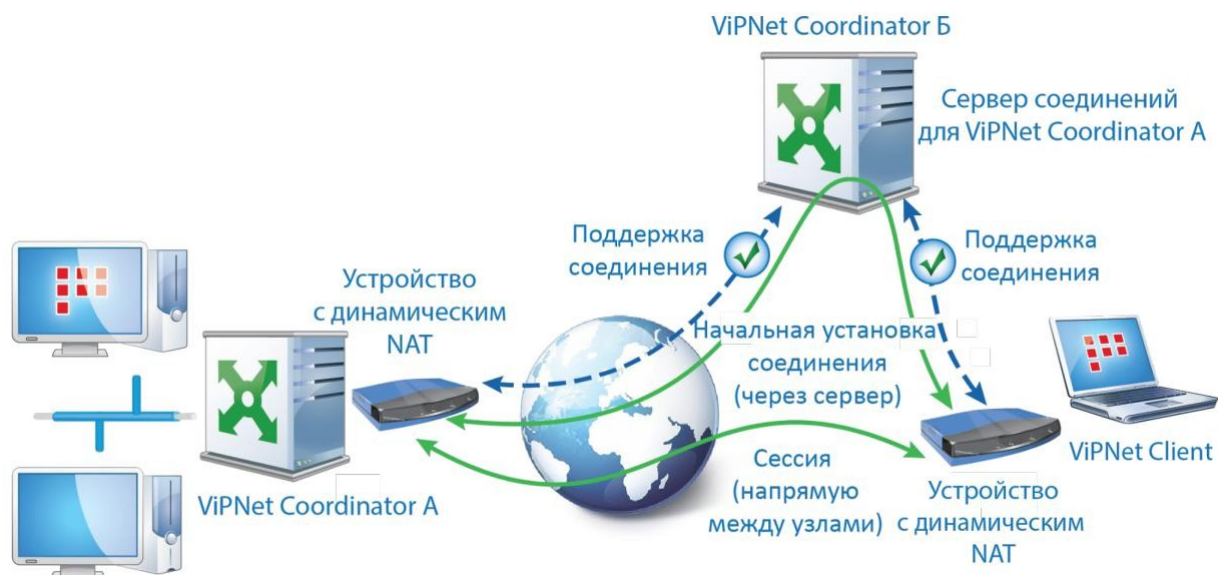 ViPNet Coordinator Б
Сервер соединений
для ViPNet Coordinator А
Поддержка
соединения
Поддержка
соединения
Устройство
с динамическим
NAT
Начальная установка
соединения
(через сервер)
ViPNet Client
ViPNet Coordinator А
Сессия
(напрямую
между узлами)
Устройство
с динамическим
NAT